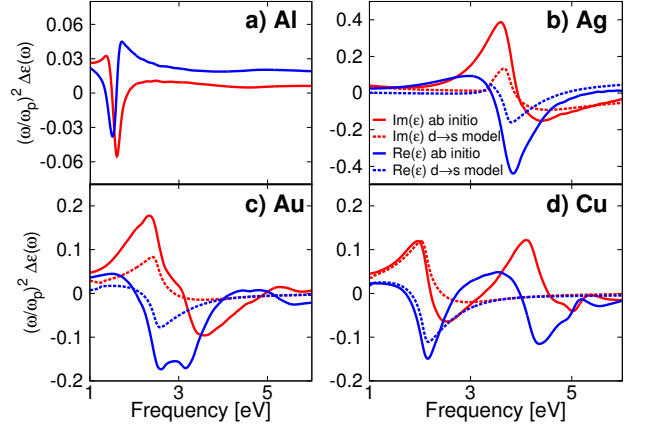 a) Al
0.06
0.03
0
-0.03
-0.06
(ω/ωp)² Δε(ω)
b) Ag
0.4
0.2
0
-0.2
-0.4
Im(ε) ab initio
Im(ε) d→s model
Re(ε) ab initio
Re(ε) d→s model
c) Au
0.2
0.1
0
-0.1
-0.2
(ω/ωp)² Δε(ω)
1 3 5
Frequency [eV]
d) Cu
0.2
0.1
0
-0.1
-0.2
1 3 5
Frequency [eV]